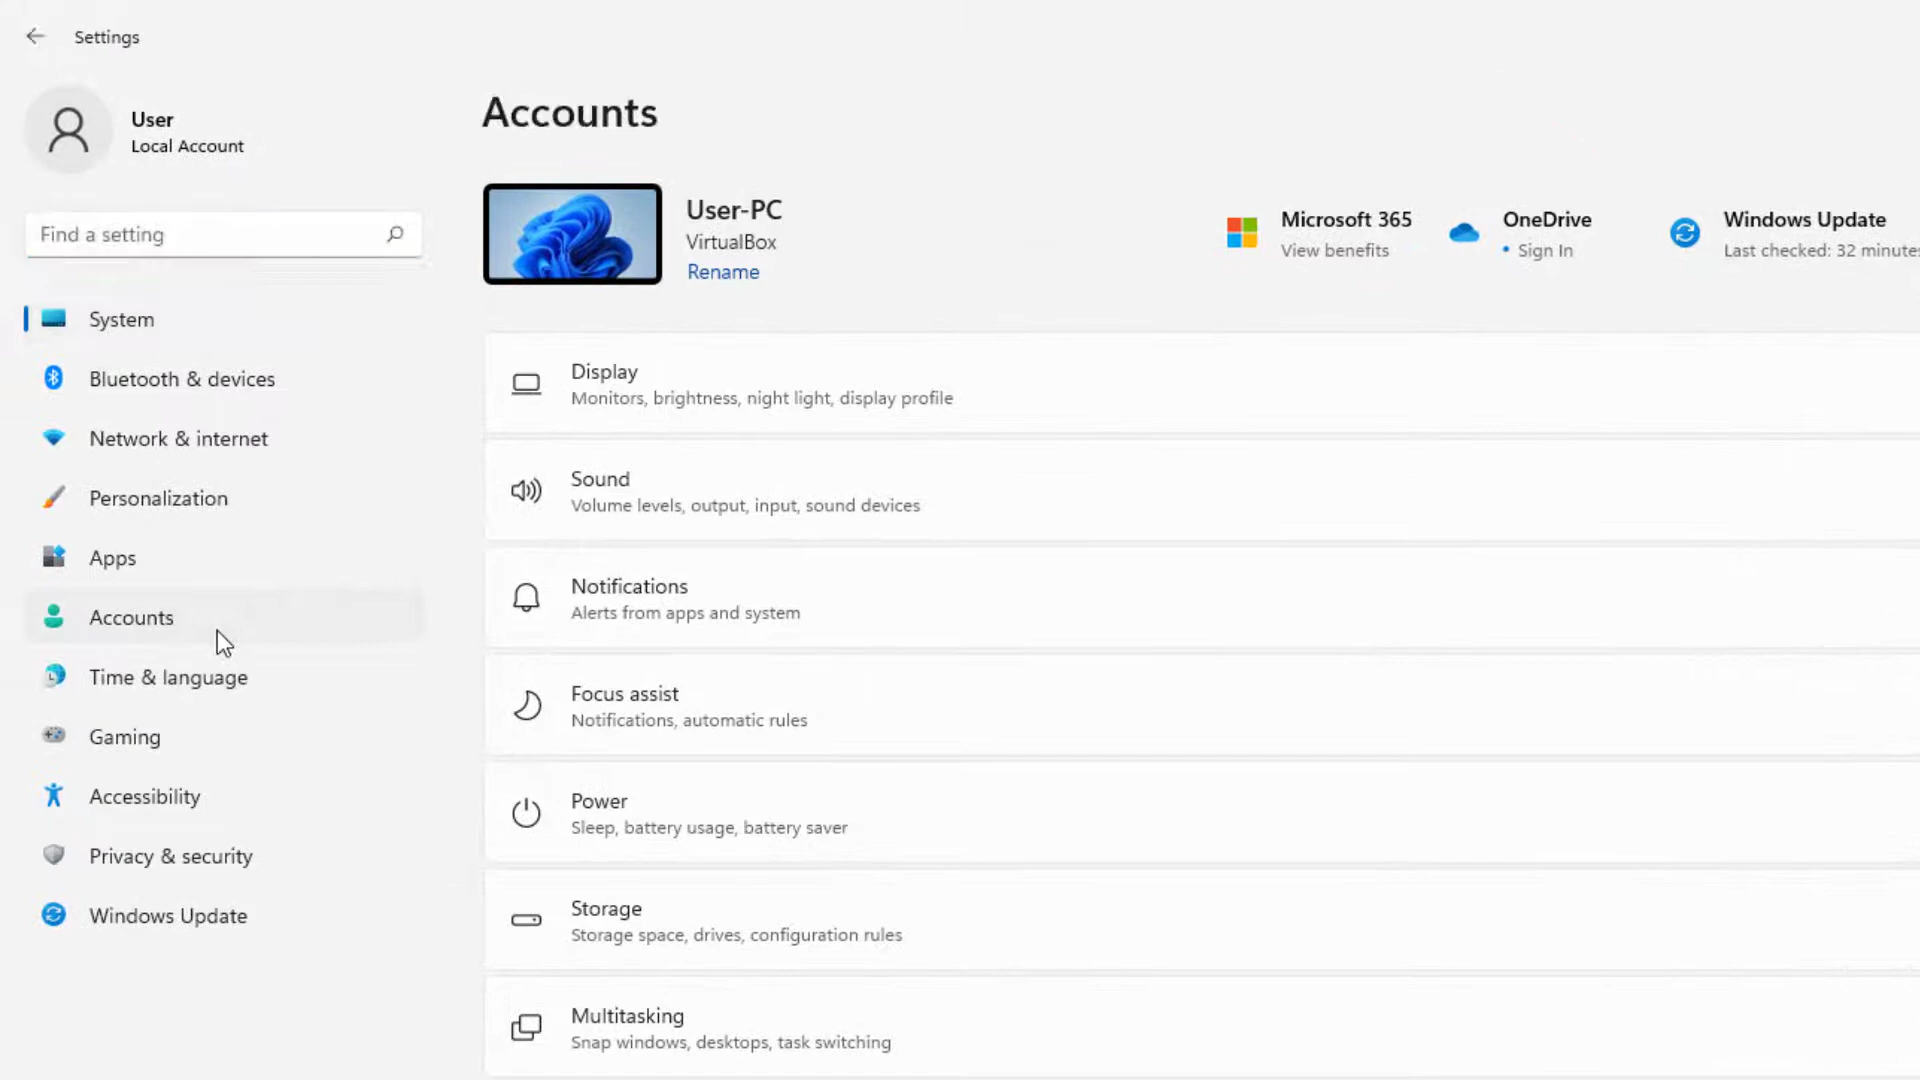 Settings
User
Local Account
Find a setting
System
Bluetooth & devices
Network & internet
Personalization
Apps
Accounts
Time & language
Gaming
Accessibility
Privacy & security
Windows Update
Accounts
User-PC
VirtualBox
Rename
Microsoft 365
View benefits
OneDrive
• Sign In
Windows Update
Last checked: 32 minutes
Display
Monitors, brightness, night light, display profile
Sound
Volume levels, output, input, sound devices
Notifications
Alerts from apps and system
Focus assist
Notifications, automatic rules
Power
Sleep, battery usage, battery saver
Storage
Storage space, drives, configuration rules
Multitasking
Snap windows, desktops, task switching